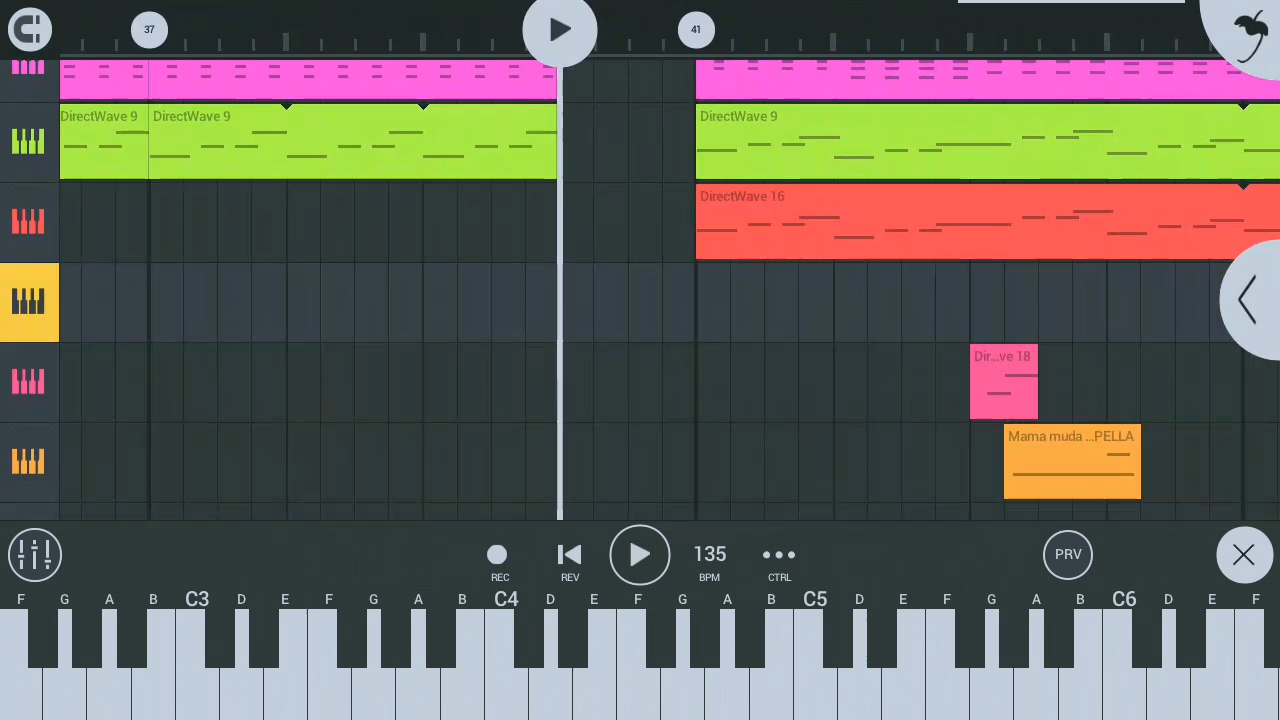 37
41
DirectWave 9
DirectWave 9
DirectWave 9
DirectWave 16
Dir...ve 18
Mama muda ...PELLA
REC
REV
135
BPM
CTRL
PRV
F G A B C3 D E F G A B C4 D E F G A B C5 D E F G A B C6 D E F